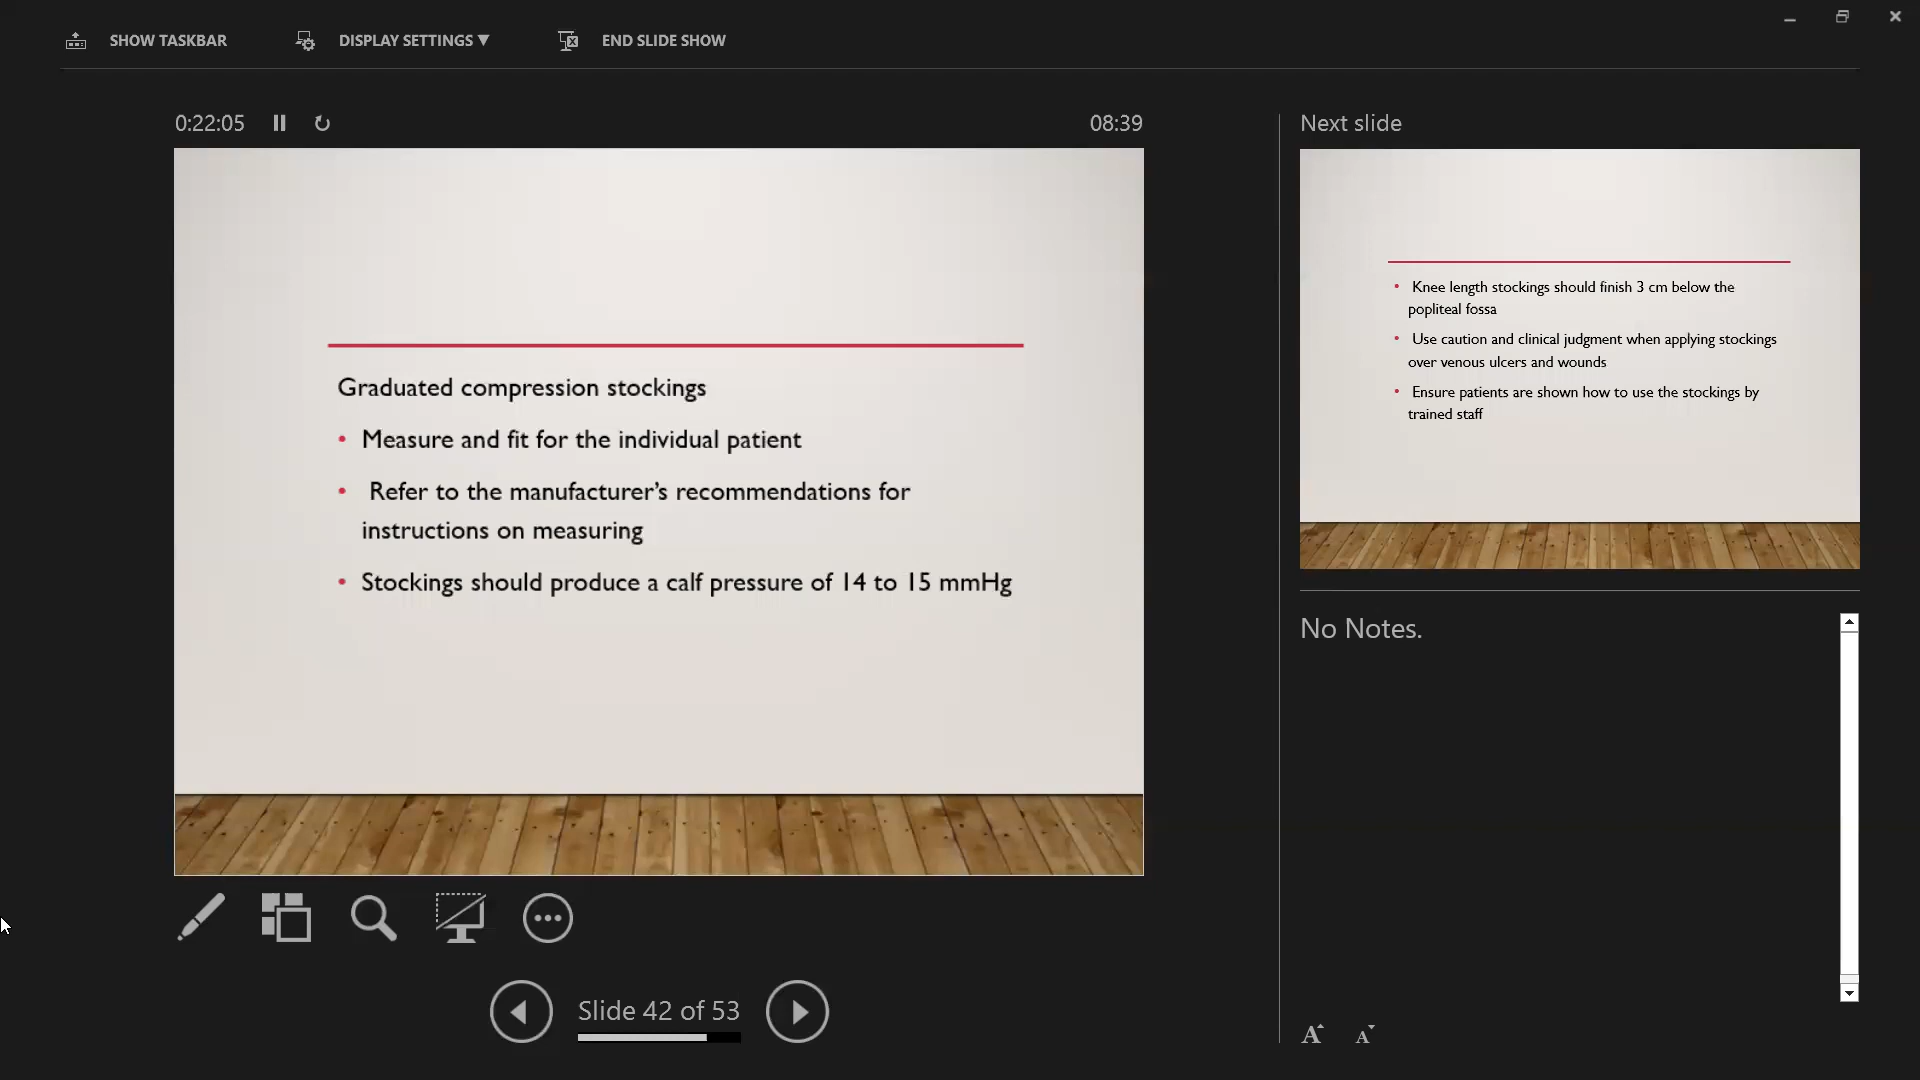 SHOW TASKBAR DISPLAY SETTINGS ▼ END SLIDE SHOW
0:22:05 08:39
Graduated compression stockings
• Measure and fit for the individual patient
• Refer to the manufacturer's recommendations for
instructions on measuring
• Stockings should produce a calf pressure of 14 to 15 mmHg
Slide 42 of 53
Next slide
• Knee length stockings should finish 3 cm below the
popliteal fossa
• Use caution and clinical judgment when applying stockings
over venous ulcers and wounds
• Ensure patients are shown how to use the stockings by
trained staff
No Notes.
A A